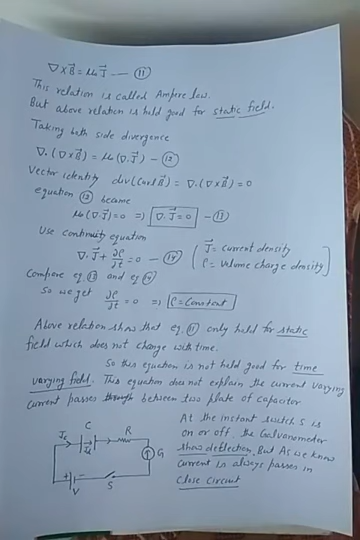 ∇×B⃗ = μ₀J⃗ —— (11)
This relation is called Ampere law.
But above relation is held good for static field.
Taking both side divergence
∇.(∇×B⃗) = μ₀(∇.J⃗) — (12)
Vector identity div(Curl B⃗) = ∇.(∇×B⃗) = 0
equation (12) became
μ₀(∇.J⃗) = 0 ⇒ ∇.J⃗ = 0 — (13)
Use continuity equation
∇.J⃗ + ∂ρ/∂t = 0 — (14) (J⃗ = Current density
ρ = Volume charge density)
Compare eq. (13) and eq (14)
So we get ∂ρ/∂t = 0 ⇒ ρ = Constant
Above relation show that eq. (11) only held for static
field which does not change with time.
So this equation is not held good for time
varying field. This equation does not explain the current varying
current passes through between two plate of capacitor
At the instant switch S is
on or off the Galvanometer
show deflection. But As we know
current is always passes in
close circuit
C
R
G
+ −
V
S